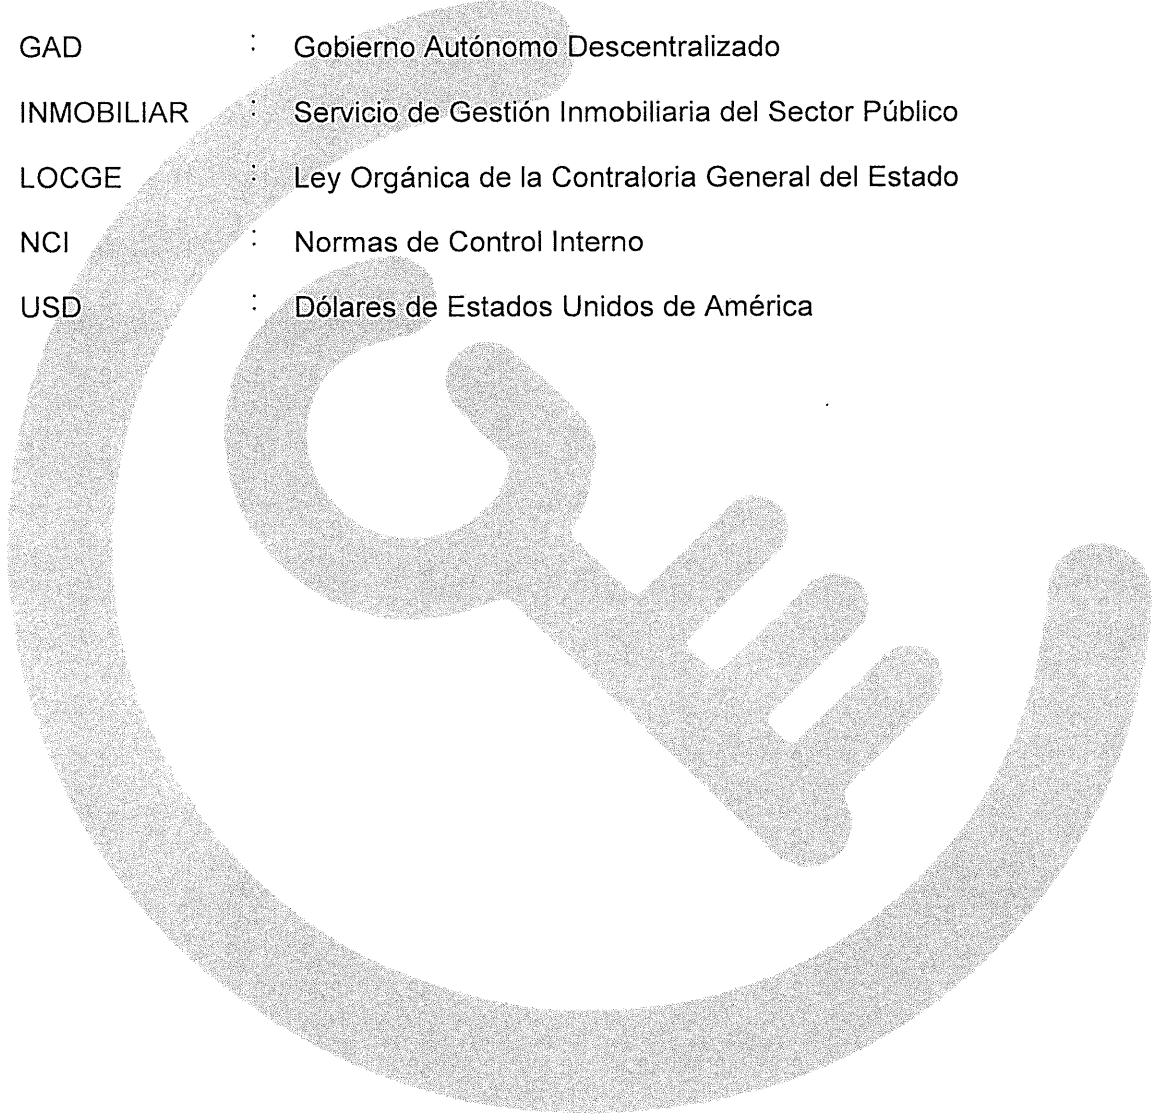 GAD : Gobierno Autónomo Descentralizado
INMOBILIAR : Servicio de Gestión Inmobiliaria del Sector Público
LOCGE : Ley Orgánica de la Contraloria General del Estado
NCI : Normas de Control Interno
USD : Dólares de Estados Unidos de América